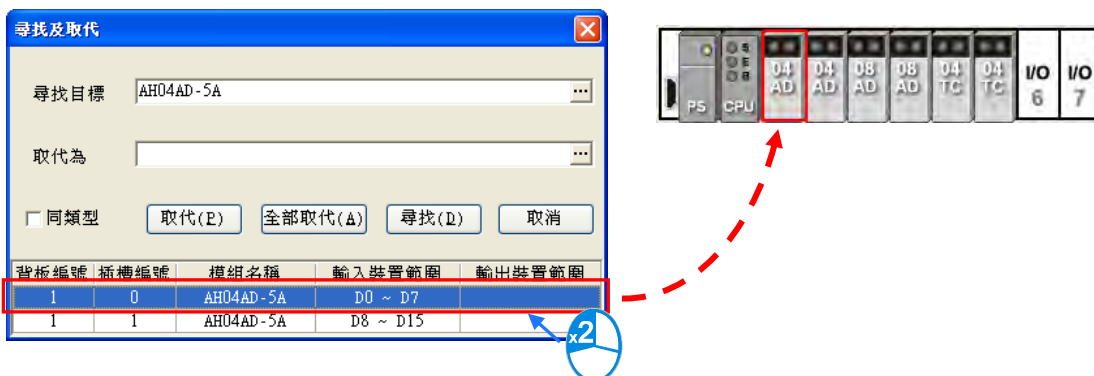 尋找及取代
尋找目標 AH04AD-5A ...
取代為 ...
同類型 取代(P) 全部取代(A) 尋找(D) 取消
背板編號 插槽編號 模組名稱 輸入裝置範圍 輸出裝置範圍
1 0 AH04AD-5A D0 ~ D7
1 1 AH04AD-5A D8 ~ D15
x2
PS CPU 04 AD 04 AD 08 AD 08 AD 04 TC 04 TC I/O 6 I/O 7